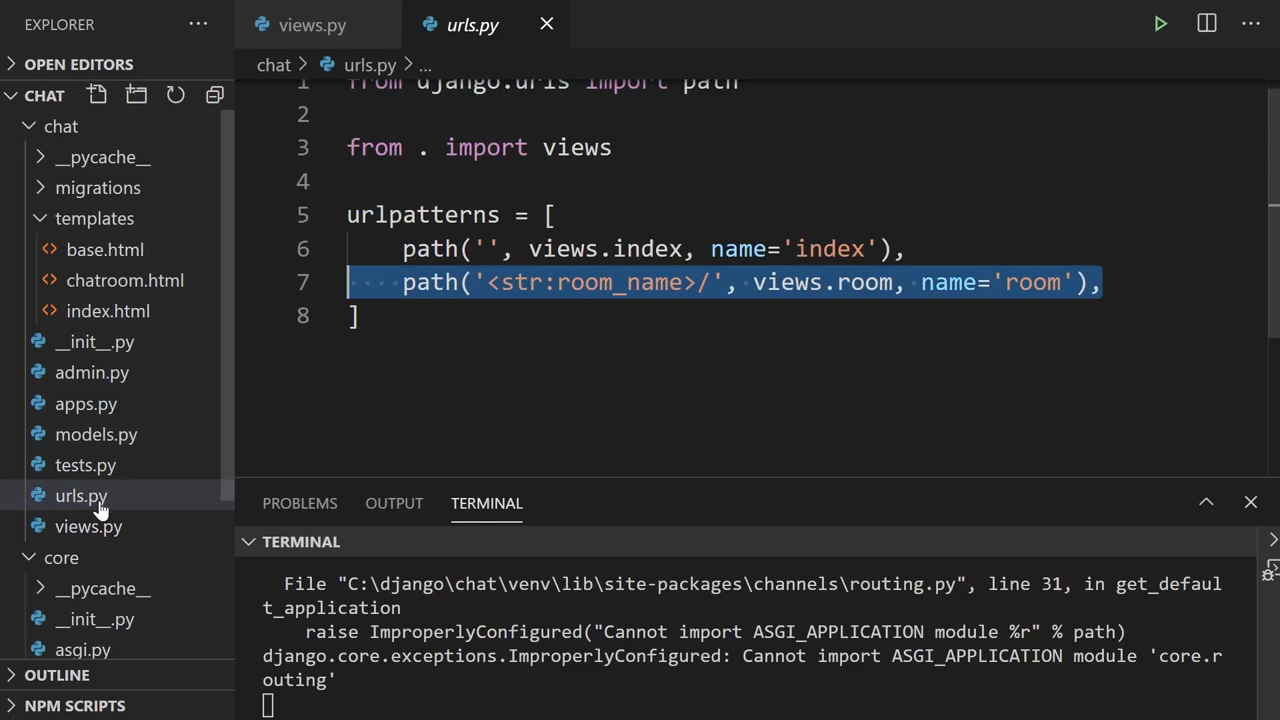 EXPLORER
OPEN EDITORS
CHAT
chat
__pycache__
migrations
templates
base.html
chatroom.html
index.html
__init__.py
admin.py
apps.py
models.py
tests.py
urls.py
views.py
core
__pycache__
__init__.py
asgi.py
OUTLINE
NPM SCRIPTS
views.py
urls.py
chat > urls.py > ...
1 from django.urls import path
2
3 from . import views
4
5 urlpatterns = [
6 path('', views.index, name='index'),
7 path('<str:room_name>/', views.room, name='room'),
8 ]
PROBLEMS OUTPUT TERMINAL
TERMINAL
File "C:\django\chat\venv\lib\site-packages\channels\routing.py", line 31, in get_defaul
t_application
raise ImproperlyConfigured("Cannot import ASGI_APPLICATION module %r" % path)
django.core.exceptions.ImproperlyConfigured: Cannot import ASGI_APPLICATION module 'core.r
outing'